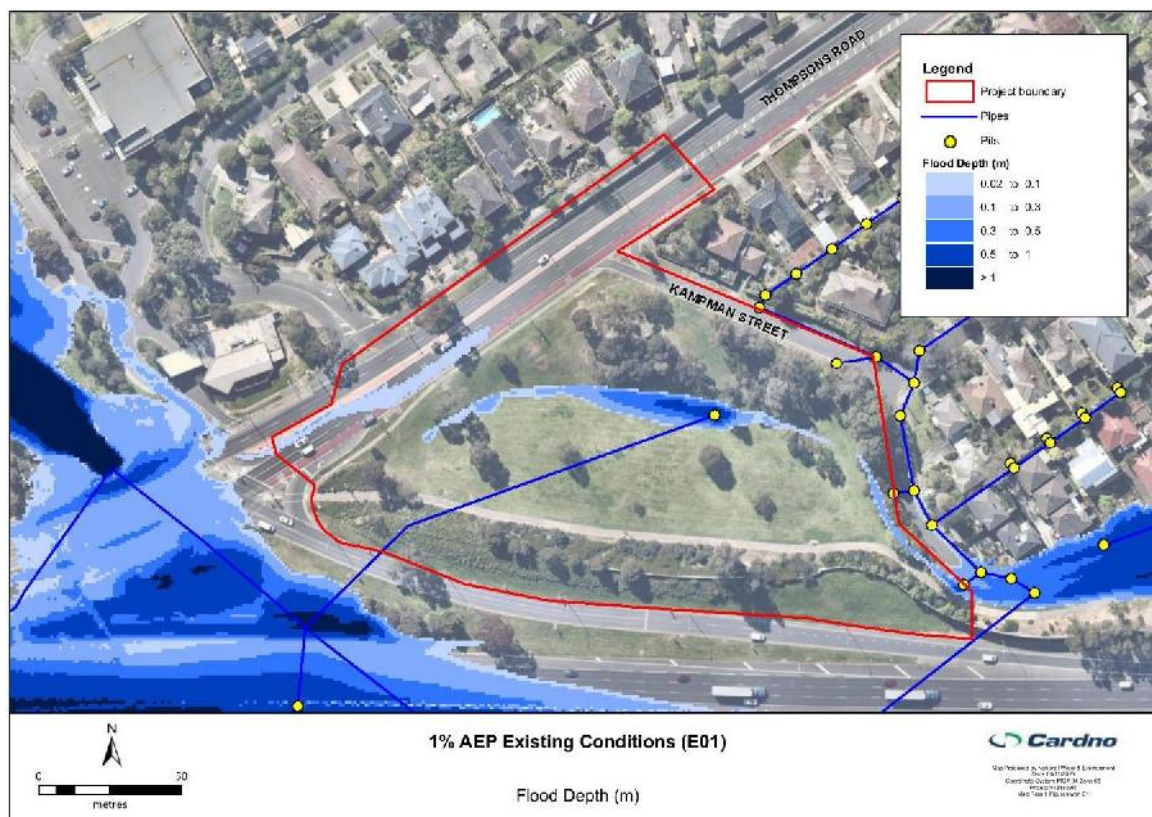 THOMPSONS ROAD
KAMPMAN STREET
Legend
Project boundary
Pipes
Pits
Flood Depth (m)
0.02 to 0.1
0.1 to 0.3
0.3 to 0.5
0.5 to 1
> 1
N
0 50
metres
1% AEP Existing Conditions (E01)
Flood Depth (m)
Cardno